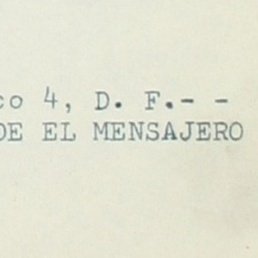 co 4, D. F.- -
DE EL MENSAJERO